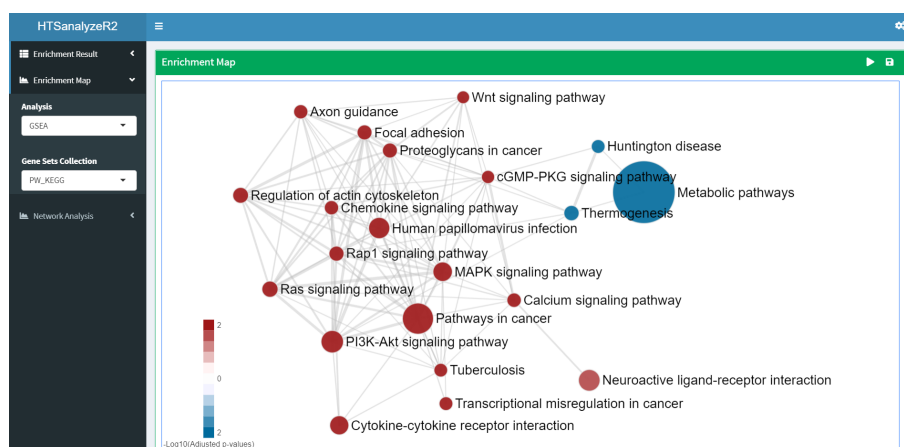 HTSanalyzeR2
Enrichment Result
Enrichment Map
Analysis
GSEA
Gene Sets Collection
PW_KEGG
Network Analysis
Enrichment Map
Wnt signaling pathway
Axon guidance
Focal adhesion
Proteoglycans in cancer
Huntington disease
cGMP-PKG signaling pathway
Metabolic pathways
Regulation of actin cytoskeleton
Chemokine signaling pathway
Thermogenesis
Human papillomavirus infection
Rap1 signaling pathway
MAPK signaling pathway
Ras signaling pathway
Calcium signaling pathway
Pathways in cancer
PI3K-Akt signaling pathway
Tuberculosis
Neuroactive ligand-receptor interaction
Transcriptional misregulation in cancer
Cytokine-cytokine receptor interaction
2
0
2
-Log10(Adjusted p-values)